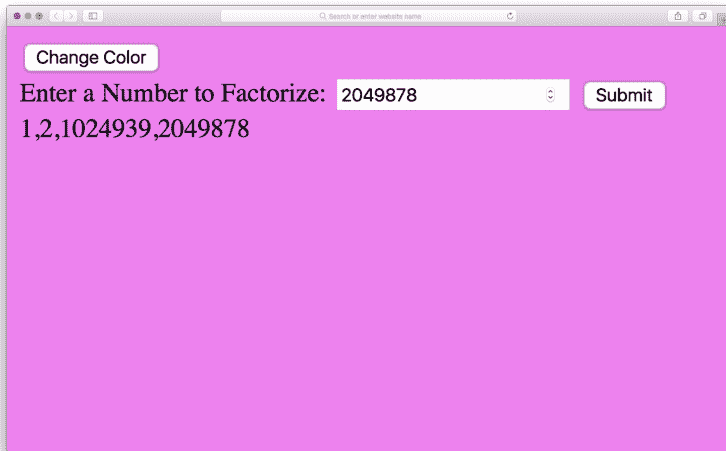 Search or enter website name
Change Color
Enter a Number to Factorize: 2049878 Submit
1,2,1024939,2049878